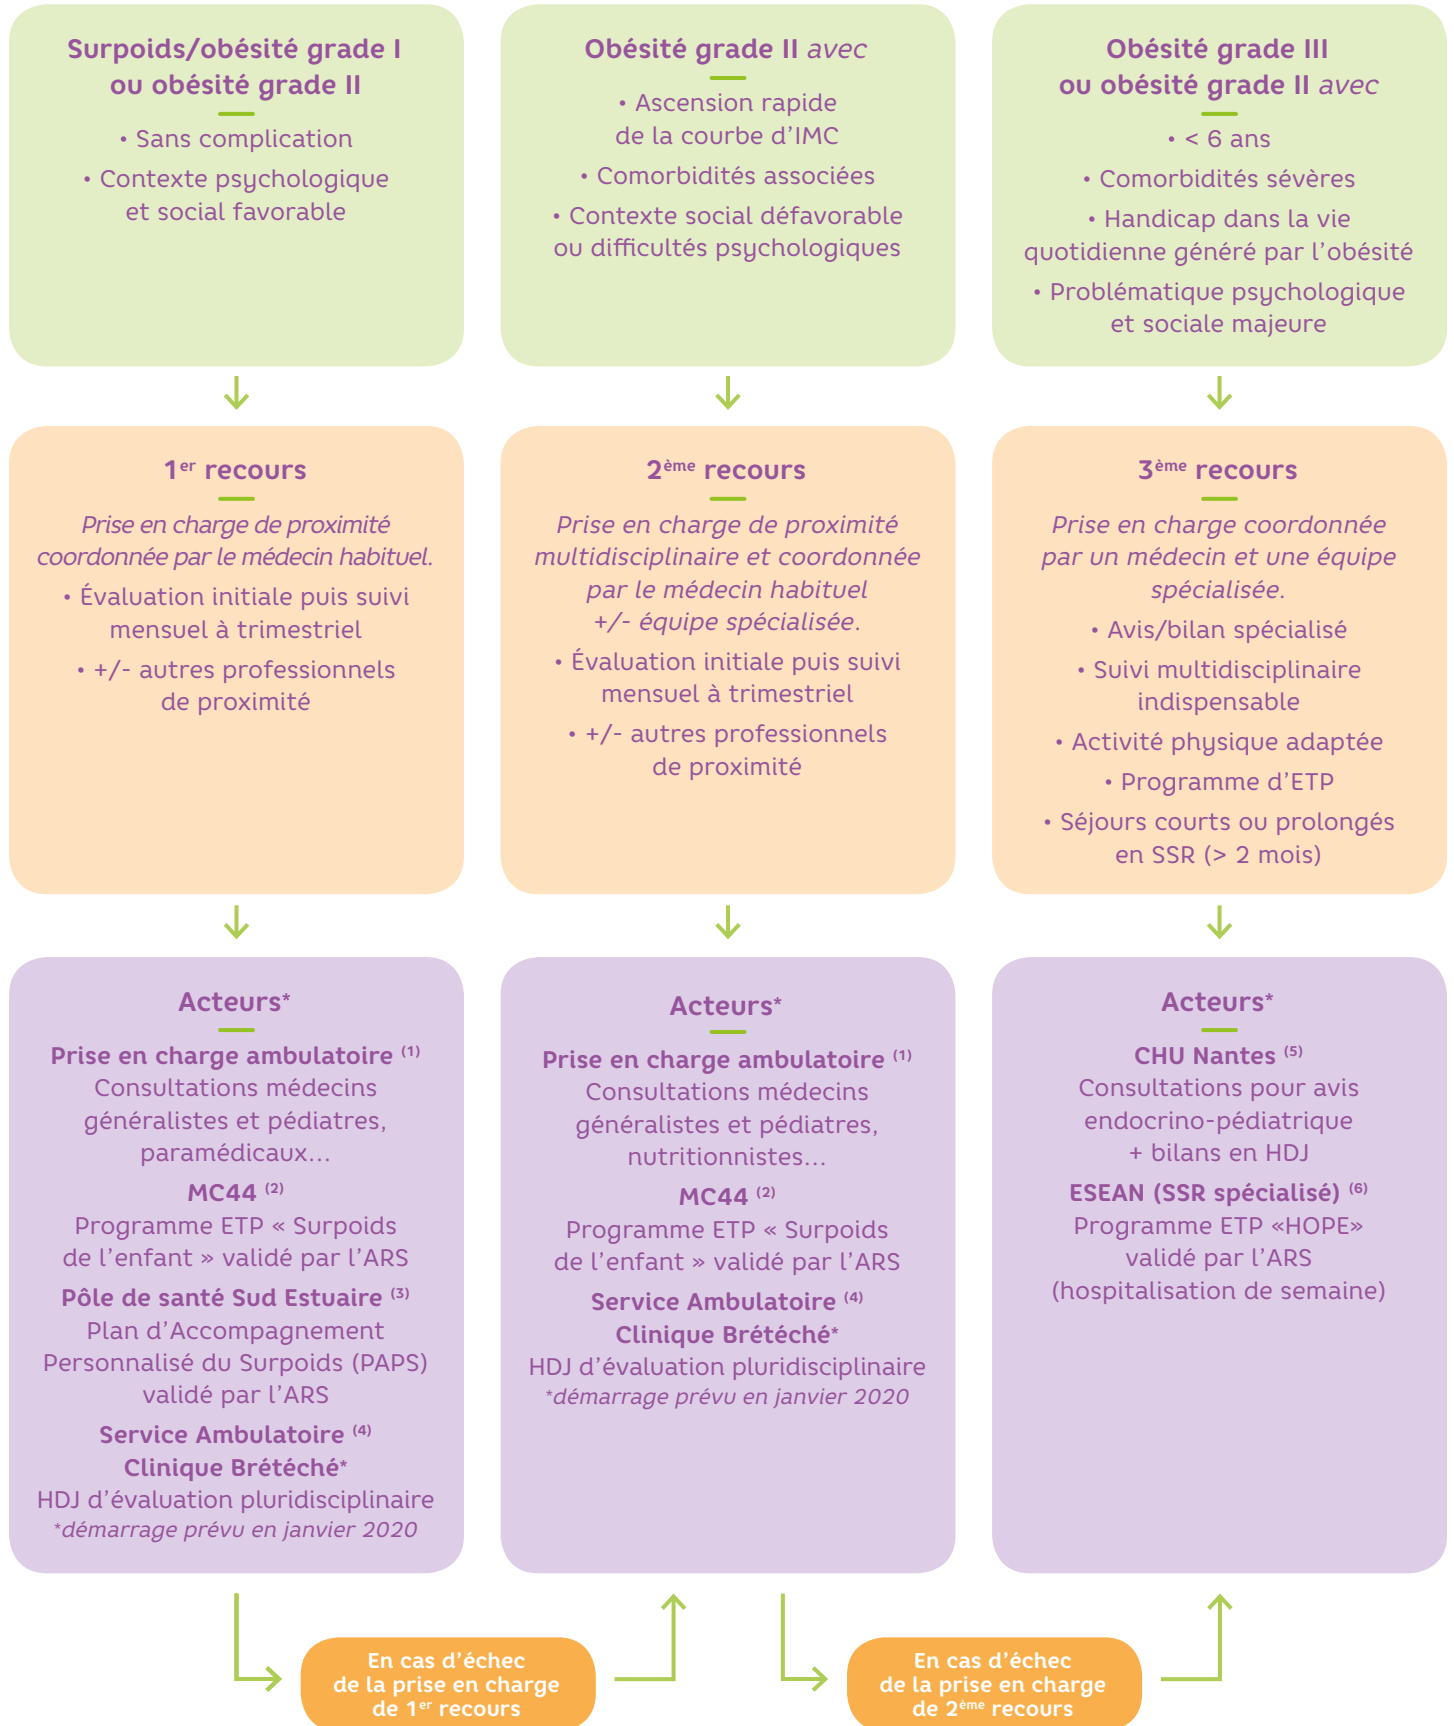 Surpoids/obésité grade I
ou obésité grade II
• Sans complication
• Contexte psychologique
et social favorable
Obésité grade II avec
• Ascension rapide
de la courbe d'IMC
• Comorbidités associées
• Contexte social défavorable
ou difficultés psychologiques
Obésité grade III
ou obésité grade II avec
• < 6 ans
• Comorbidités sévères
• Handicap dans la vie
quotidienne généré par l'obésité
• Problématique psychologique
et sociale majeure
1er recours
Prise en charge de proximité
coordonnée par le médecin habituel.
• Évaluation initiale puis suivi
mensuel à trimestriel
• +/- autres professionnels
de proximité
2ème recours
Prise en charge de proximité
multidisciplinaire et coordonnée
par le médecin habituel
+/- équipe spécialisée.
• Évaluation initiale puis suivi
mensuel à trimestriel
• +/- autres professionnels
de proximité
3ème recours
Prise en charge coordonnée
par un médecin et une équipe
spécialisée.
• Avis/bilan spécialisé
• Suivi multidisciplinaire
indispensable
• Activité physique adaptée
• Programme d'ETP
• Séjours courts ou prolongés
en SSR (> 2 mois)
Acteurs*
Prise en charge ambulatoire (1)
Consultations médecins
généralistes et pédiatres,
paramédicaux...
MC44 (2)
Programme ETP « Surpoids
de l'enfant » validé par l'ARS
Pôle de santé Sud Estuaire (3)
Plan d'Accompagnement
Personnalisé du Surpoids (PAPS)
validé par l'ARS
Service Ambulatoire (4)
Clinique Brétéché*
HDJ d'évaluation pluridisciplinaire
*démarrage prévu en janvier 2020
Acteurs*
Prise en charge ambulatoire (1)
Consultations médecins
généralistes et pédiatres,
nutritionnistes...
MC44 (2)
Programme ETP « Surpoids
de l'enfant » validé par l'ARS
Service Ambulatoire (4)
Clinique Brétéché*
HDJ d'évaluation pluridisciplinaire
*démarrage prévu en janvier 2020
Acteurs*
CHU Nantes (5)
Consultations pour avis
endocrino-pédiatrique
+ bilans en HDJ
ESEAN (SSR spécialisé) (6)
Programme ETP «HOPE»
validé par l'ARS
(hospitalisation de semaine)
En cas d'échec
de la prise en charge
de 1er recours
En cas d'échec
de la prise en charge
de 2ème recours